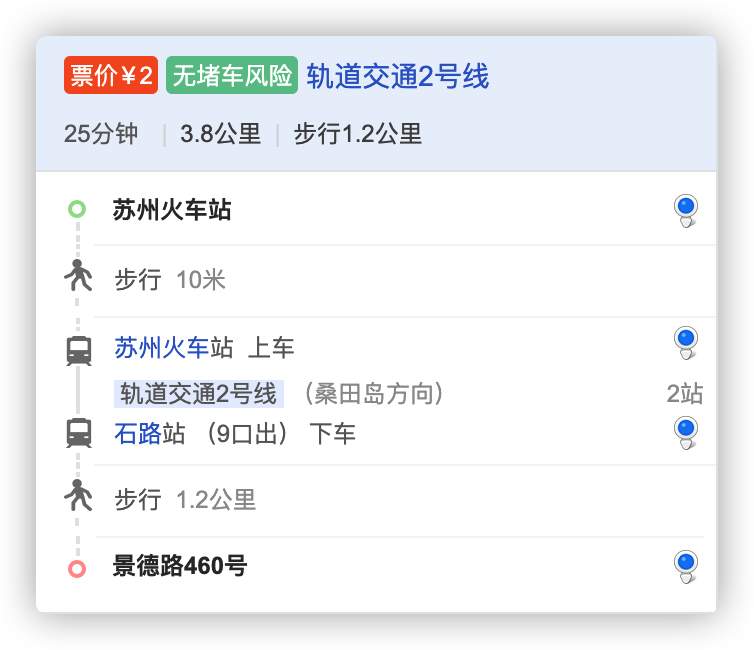 票价￥2 无堵车风险 轨道交通2号线
25分钟 | 3.8公里 | 步行1.2公里
苏州火车站
步行 10米
苏州火车站 上车
轨道交通2号线 （桑田岛方向） 2站
石路站 （9口出） 下车
步行 1.2公里
景德路460号